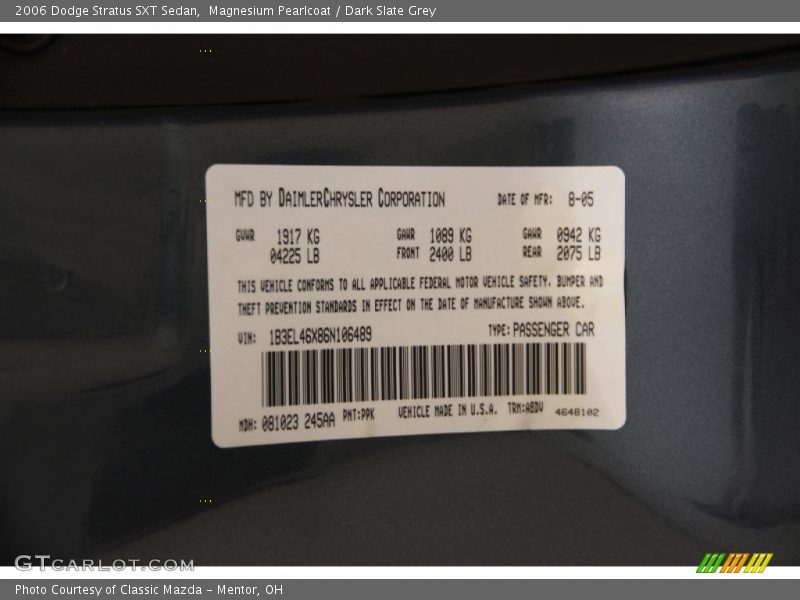 2006 Dodge Stratus SXT Sedan,  Magnesium Pearlcoat / Dark Slate Grey
MFD BY DAIMLERCHRYSLER CORPORATION DATE OF MFR: 8-05
GVWR 1917 KG GAWR 1089 KG GAWR 0942 KG
04225 LB FRONT 2400 LB REAR 2075 LB
THIS VEHICLE CONFORMS TO ALL APPLICABLE FEDERAL MOTOR VEHICLE SAFETY, BUMPER AND
THEFT PREVENTION STANDARDS IN EFFECT ON THE DATE OF MANUFACTURE SHOWN ABOVE.
VIN: 1B3EL46X86N106489 TYPE: PASSENGER CAR
MDH: 081023 245AA PNT:PPK VEHICLE MADE IN U.S.A. TRM:ABDV 4648102
GTCARLOT.COM
Photo Courtesy of Classic Mazda - Mentor, OH